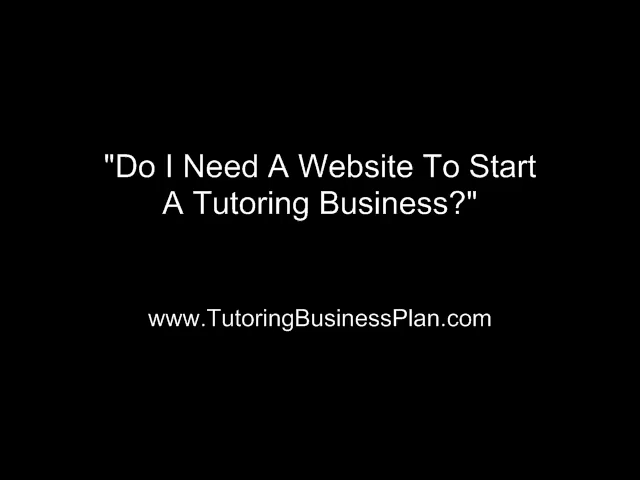 "Do I Need A Website To Start
A Tutoring Business?"
www.TutoringBusinessPlan.com